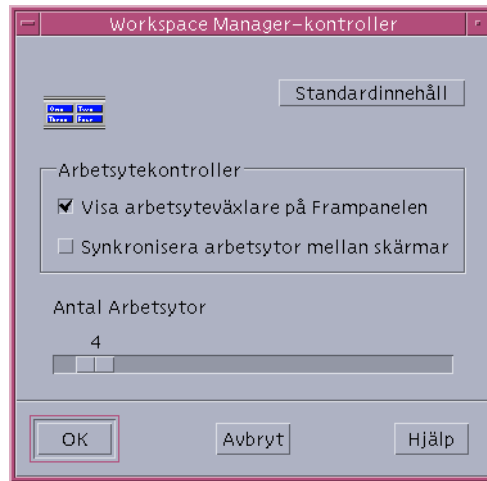 Workspace Manager–kontroller
Standardinnehåll
One Two
Three Four
Arbetsytekontroller
Visa arbetsyteväxlare på Frampanelen
Synkronisera arbetsytor mellan skärmar
Antal Arbetsytor
4
OK Avbryt Hjälp